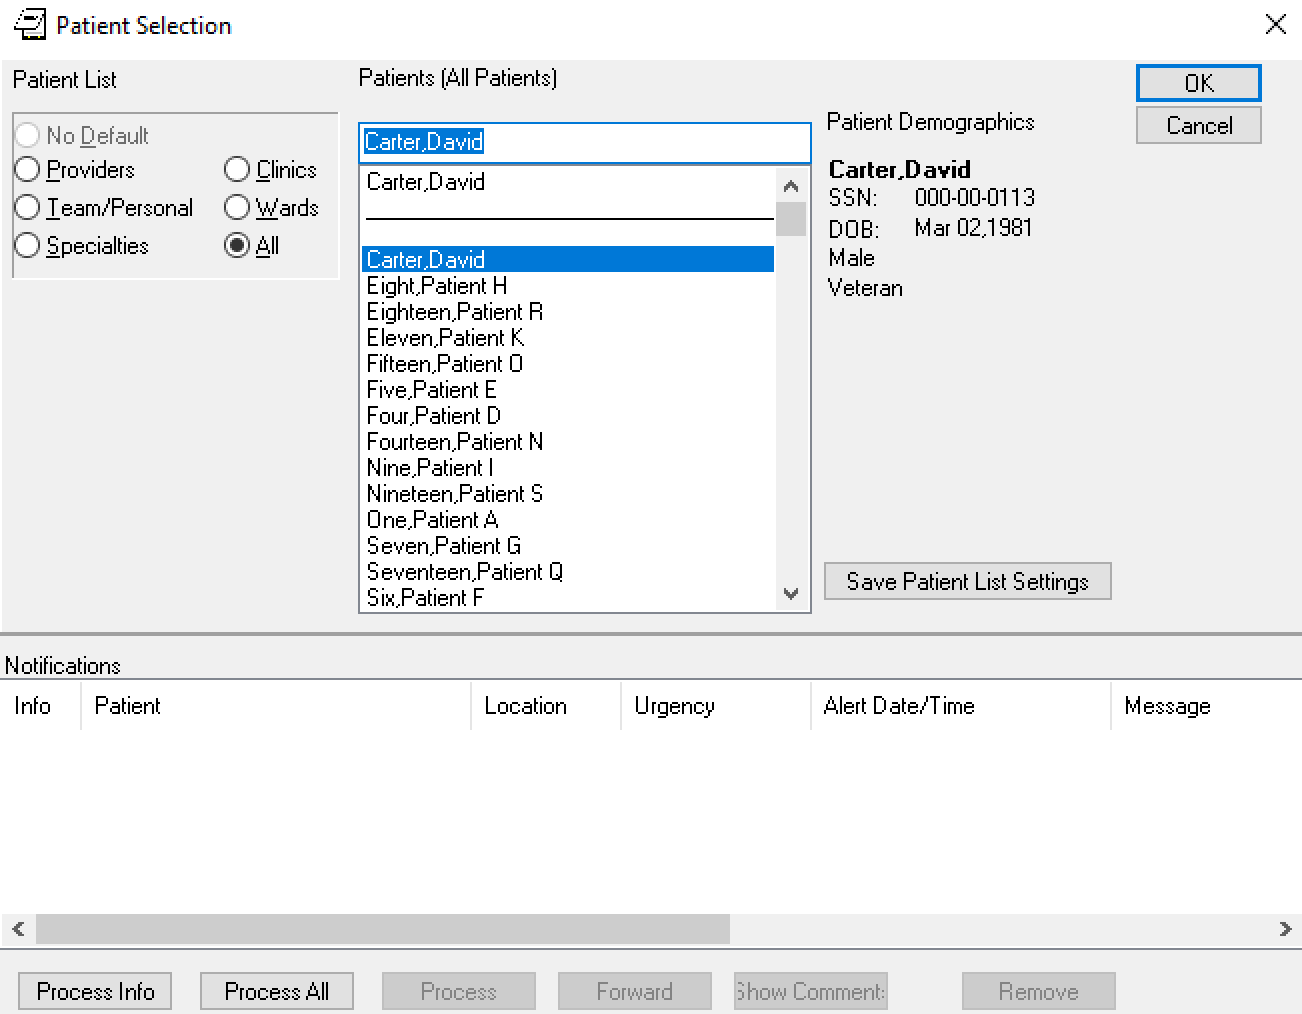 Patient Selection
Patient List
No Default
Providers
Clinics
Team/Personal
Wards
Specialties
All
Patients (All Patients)
Carter,David
Carter,David
Carter,David
Eight,Patient H
Eighteen,Patient R
Eleven,Patient K
Fifteen,Patient O
Five,Patient E
Four,Patient D
Fourteen,Patient N
Nine,Patient I
Nineteen,Patient S
One,Patient A
Seven,Patient G
Seventeen,Patient Q
Six,Patient F
OK
Cancel
Patient Demographics
Carter,David
SSN: 000-00-0113
DOB: Mar 02,1981
Male
Veteran
Save Patient List Settings
Notifications
Info Patient Location Urgency Alert Date/Time Message
Process Info Process All Process Forward Show Comment Remove